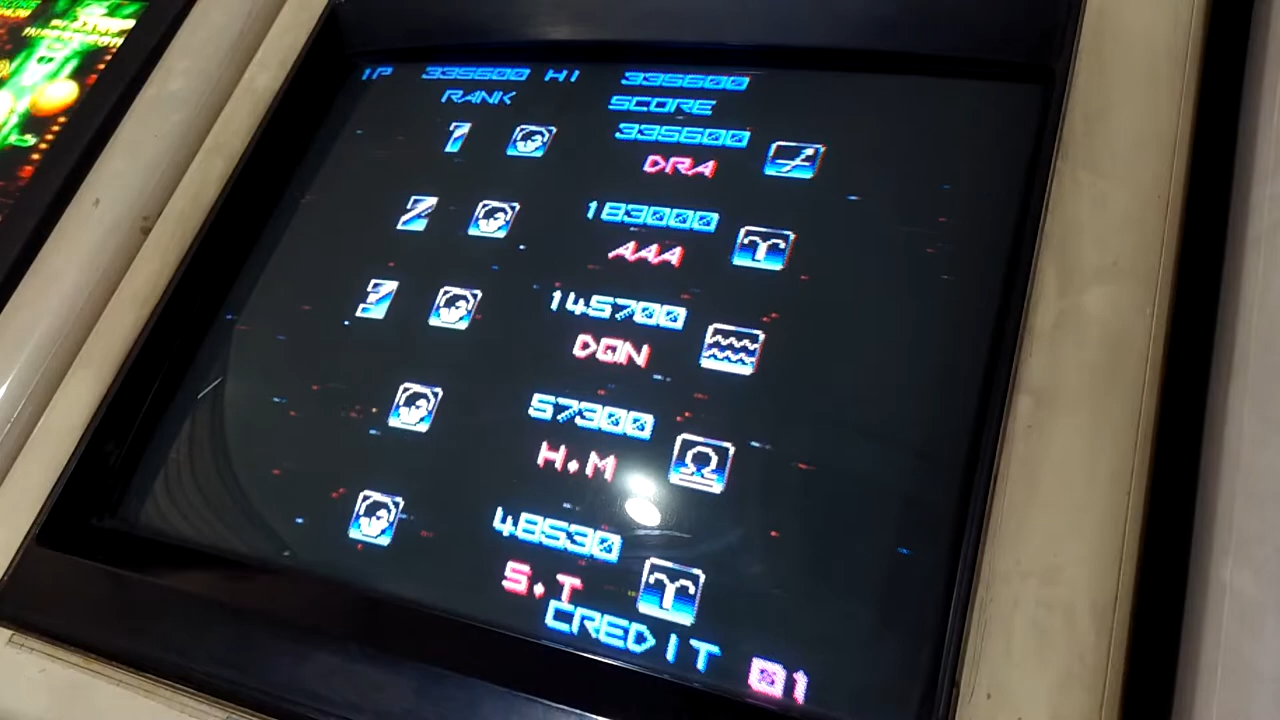 1P 335600 HI 335600
RANK SCORE
1 335600
DRA
2 183000
AAA
3 145700
DQN
57300
H.M
48530
S.T
CREDIT 01